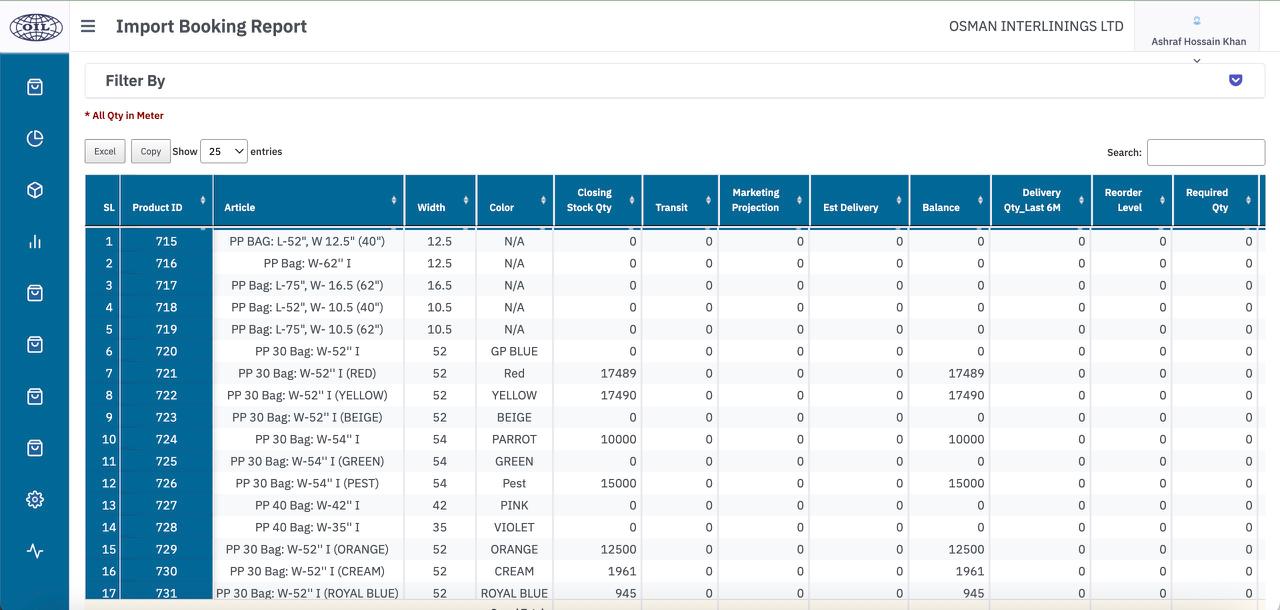 OIL
Import Booking Report
OSMAN INTERLININGS LTD
Ashraf Hossain Khan
Filter By
* All Qty in Meter
Excel Copy Show 25 entries
Search:
SL Product ID Article Width Color Closing Stock Qty Transit Marketing Projection Est Delivery Balance Delivery Qty_Last 6M Reorder Level Required Qty
1 715 PP BAG: L-52", W 12.5" (40") 12.5 N/A 0 0 0 0 0 0 0 0
2 716 PP Bag: W-62'' I 12.5 N/A 0 0 0 0 0 0 0 0
3 717 PP Bag: L-75", W- 16.5 (62") 16.5 N/A 0 0 0 0 0 0 0 0
4 718 PP Bag: L-52", W- 10.5 (40") 10.5 N/A 0 0 0 0 0 0 0 0
5 719 PP Bag: L-75", W- 10.5 (62") 10.5 N/A 0 0 0 0 0 0 0 0
6 720 PP 30 Bag: W-52'' I 52 GP BLUE 0 0 0 0 0 0 0 0
7 721 PP 30 Bag: W-52'' I (RED) 52 Red 17489 0 0 0 17489 0 0 0
8 722 PP 30 Bag: W-52'' I (YELLOW) 52 YELLOW 17490 0 0 0 17490 0 0 0
9 723 PP 30 Bag: W-52'' I (BEIGE) 52 BEIGE 0 0 0 0 0 0 0 0
10 724 PP 30 Bag: W-54'' I 54 PARROT 10000 0 0 0 10000 0 0 0
11 725 PP 30 Bag: W-54'' I (GREEN) 54 GREEN 0 0 0 0 0 0 0 0
12 726 PP 30 Bag: W-54'' I (PEST) 54 Pest 15000 0 0 0 15000 0 0 0
13 727 PP 40 Bag: W-42'' I 42 PINK 0 0 0 0 0 0 0 0
14 728 PP 40 Bag: W-35'' I 35 VIOLET 0 0 0 0 0 0 0 0
15 729 PP 30 Bag: W-52'' I (ORANGE) 52 ORANGE 12500 0 0 0 12500 0 0 0
16 730 PP 30 Bag: W-52'' I (CREAM) 52 CREAM 1961 0 0 0 1961 0 0 0
17 731 PP 30 Bag: W-52'' I (ROYAL BLUE) 52 ROYAL BLUE 945 0 0 0 945 0 0 0